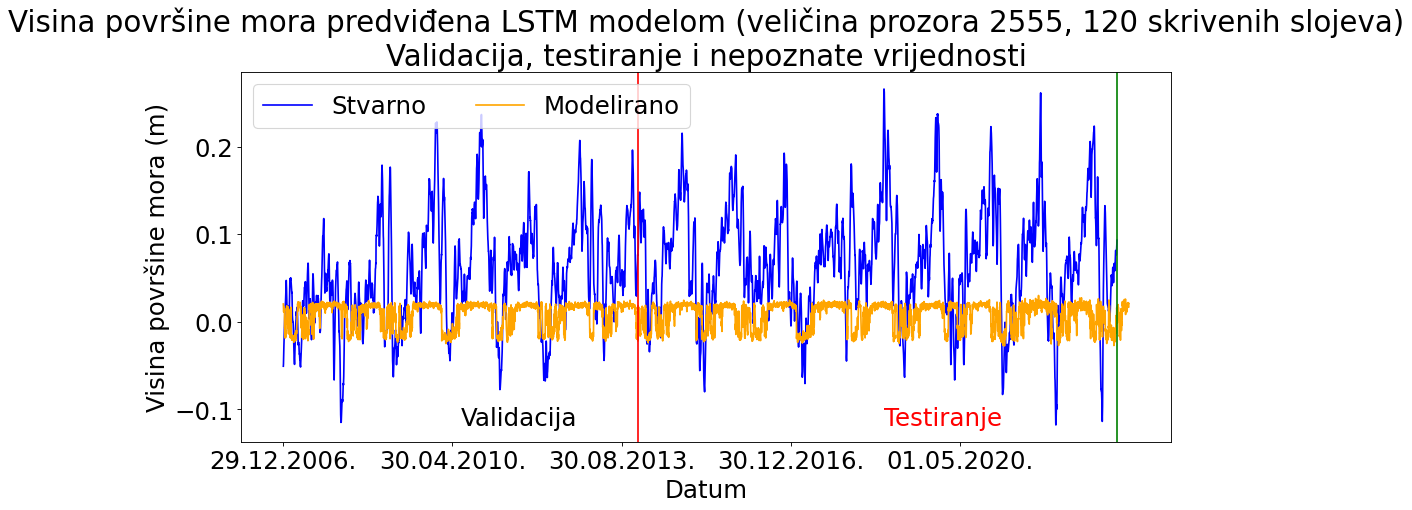 Visina površine mora predviđena LSTM modelom (veličina prozora 2555, 120 skrivenih slojeva)
Validacija, testiranje i nepoznate vrijednosti
Stvarno
Modelirano
Visina površine mora (m)
0.2
0.1
0.0
−0.1
Validacija
Testiranje
29.12.2006.
30.04.2010.
30.08.2013.
30.12.2016.
01.05.2020.
Datum